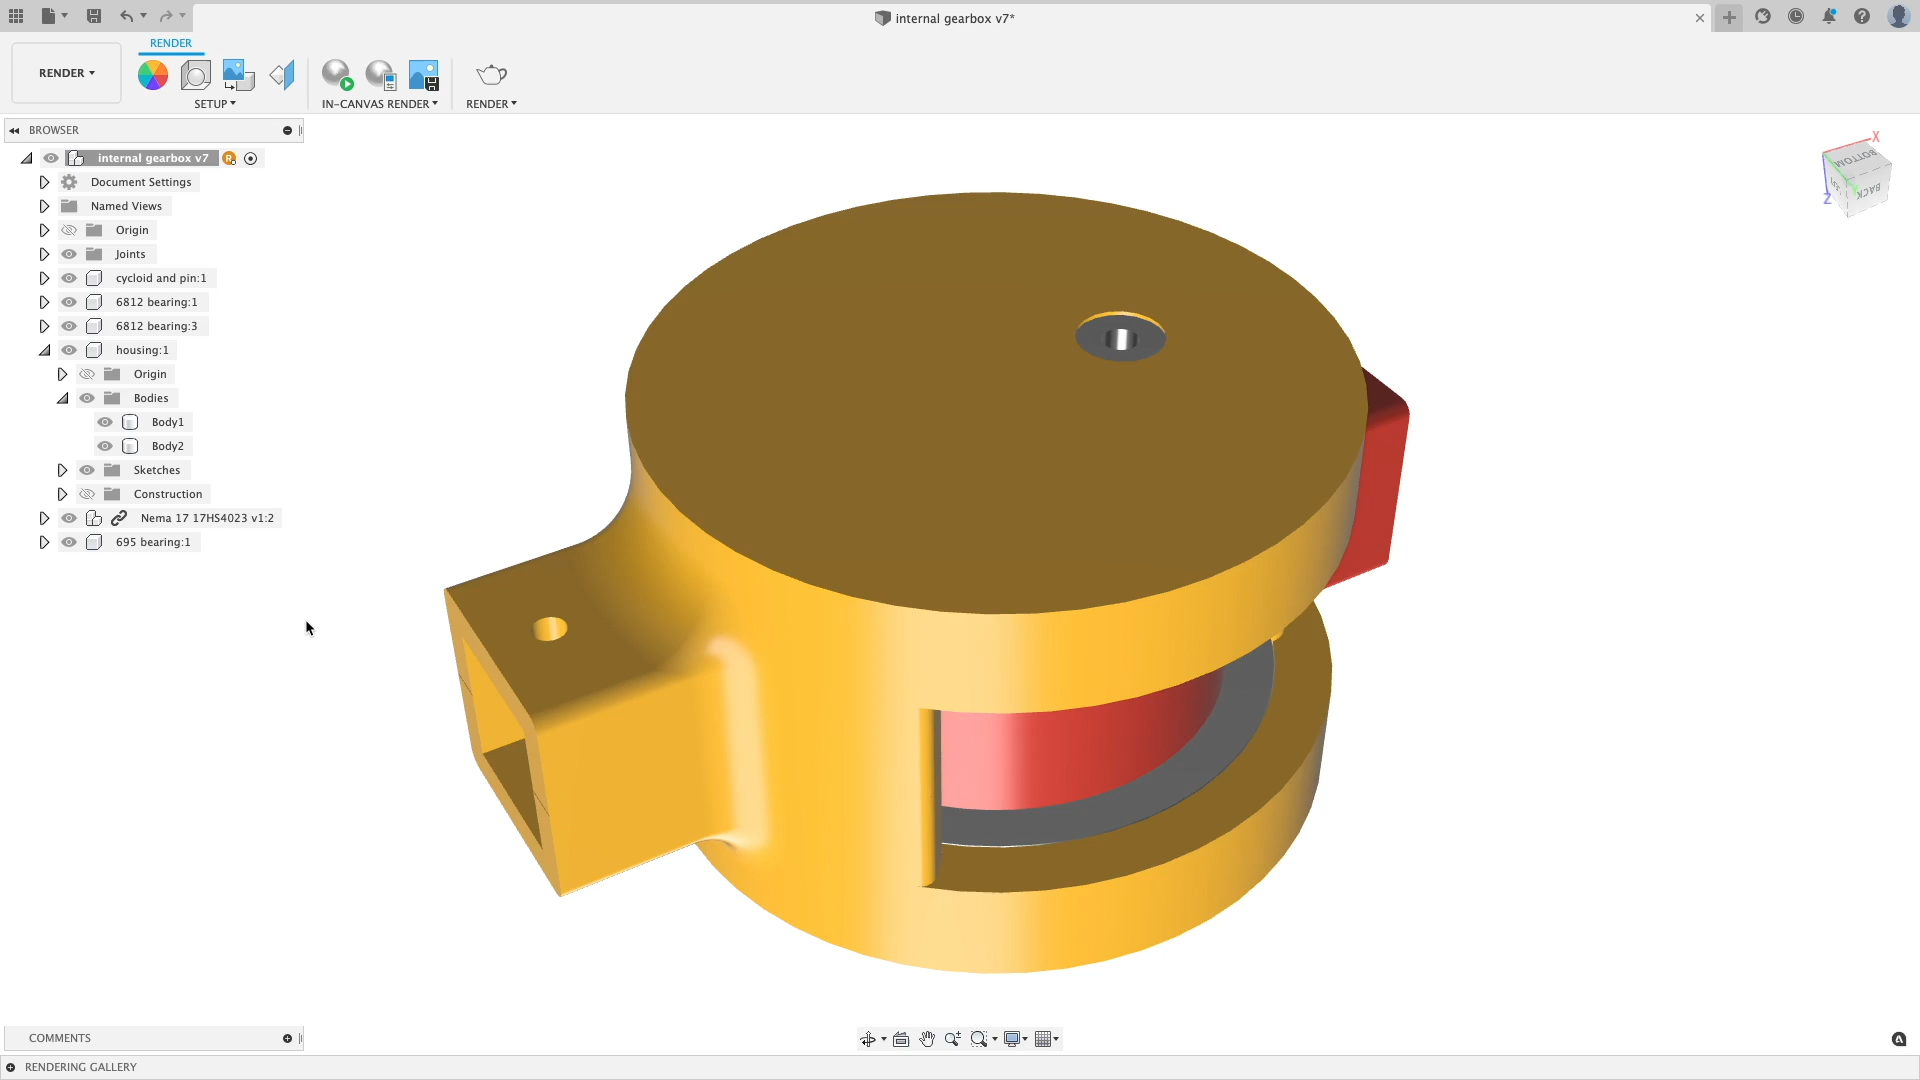 internal gearbox v7*
RENDER
RENDER
SETUP
IN-CANVAS RENDER
RENDER
BROWSER
internal gearbox v7
Document Settings
Named Views
Origin
Joints
cycloid and pin:1
6812 bearing:1
6812 bearing:3
housing:1
Origin
Bodies
Body1
Body2
Sketches
Construction
Nema 17 17HS4023 v1:2
695 bearing:1
X
BOTTOM
BACK
Z
COMMENTS
RENDERING GALLERY